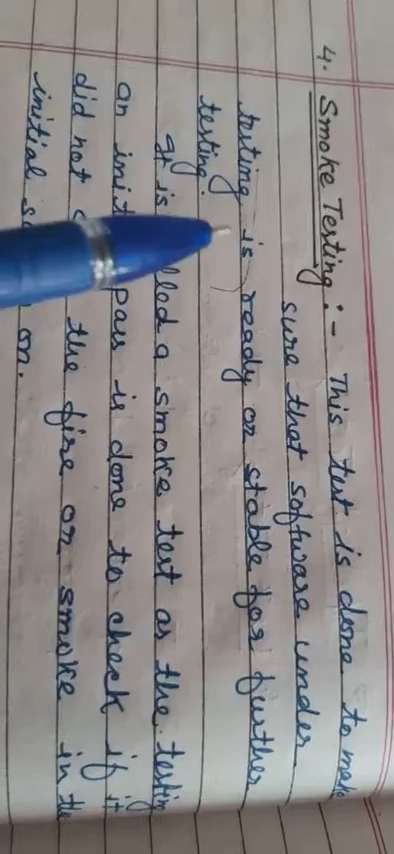 4. Smoke Testing :- This test is done to make
sure that software under
testing is ready or stable for further
testing.
It is a smoke test as the testing
an pass is done to check if it
did not the fire or smoke in the
initial on.